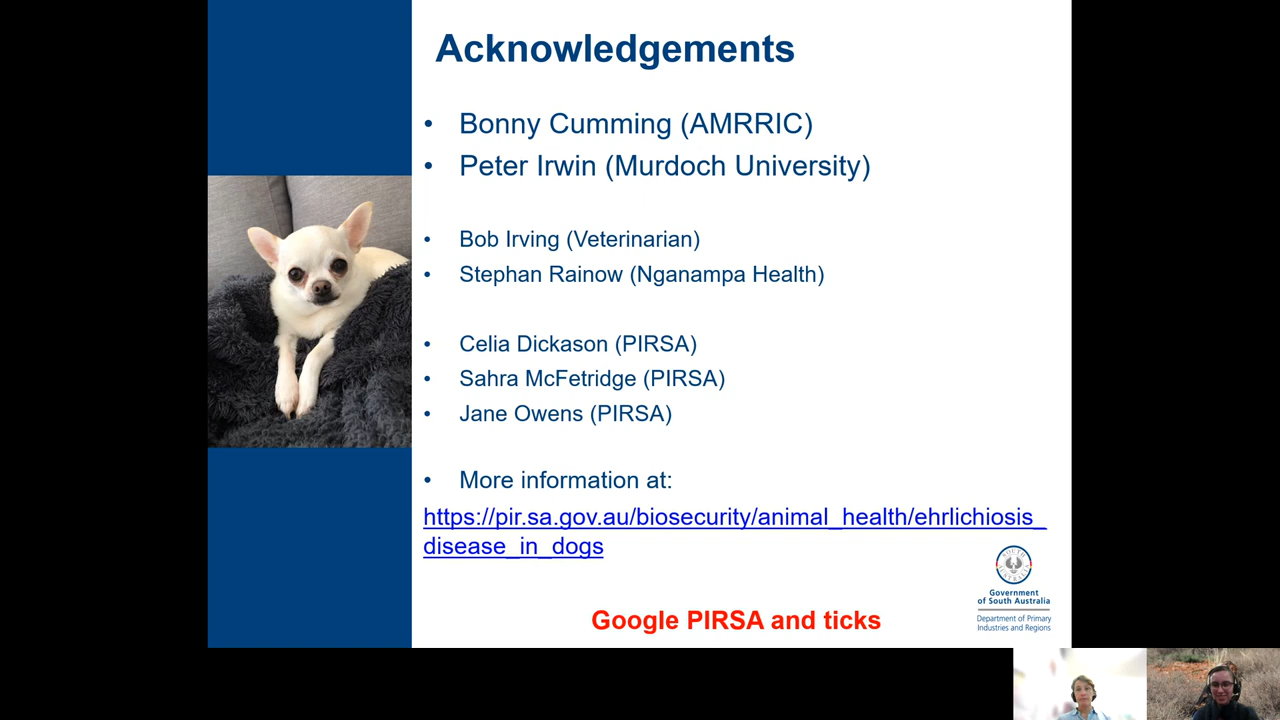 Acknowledgements
• Bonny Cumming (AMRRIC)
• Peter Irwin (Murdoch University)
• Bob Irving (Veterinarian)
• Stephan Rainow (Nganampa Health)
• Celia Dickason (PIRSA)
• Sahra McFetridge (PIRSA)
• Jane Owens (PIRSA)
• More information at:
https://pir.sa.gov.au/biosecurity/animal_health/ehrlichiosis_
disease_in_dogs
SOUTH
AUSTRALIA
Government
of South Australia
Department of Primary
Industries and Regions
Google PIRSA and ticks